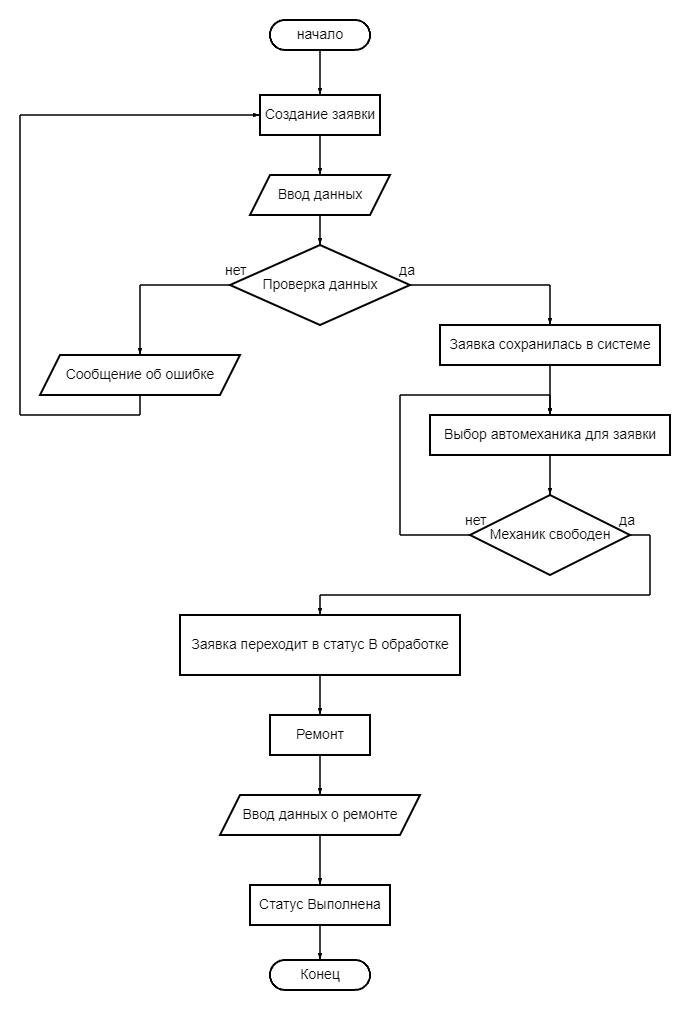 начало
Создание заявки
Ввод данных
нет
да
Проверка данных
Заявка сохранилась в системе
Сообщение об ошибке
Выбор автомеханика для заявки
нет
да
Механик свободен
Заявка переходит в статус В обработке
Ремонт
Ввод данных о ремонте
Статус Выполнена
Конец